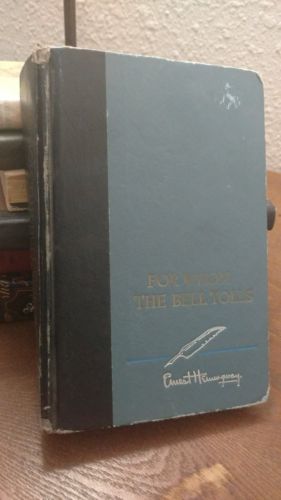 FOR WHOM
THE BELL TOLLS
Ernest Hemingway